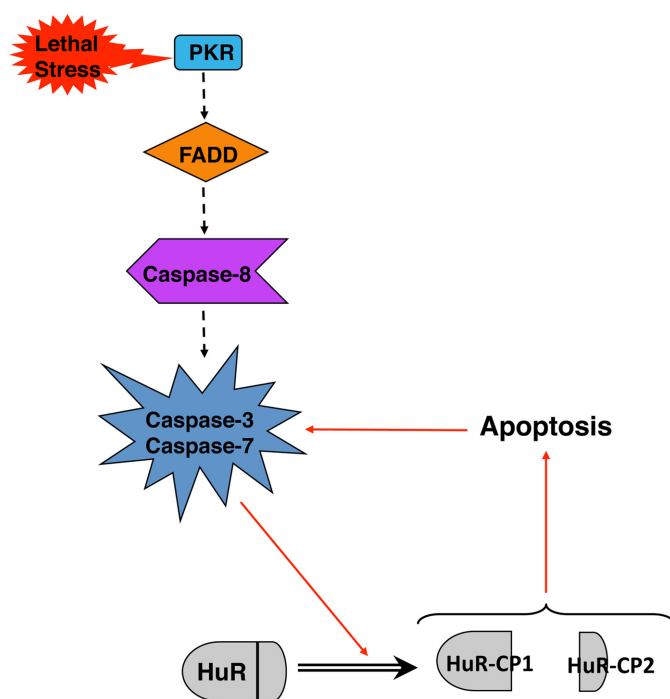 Lethal
Stress
PKR
FADD
Caspase-8
Caspase-3
Caspase-7
Apoptosis
HuR
HuR-CP1
HuR-CP2